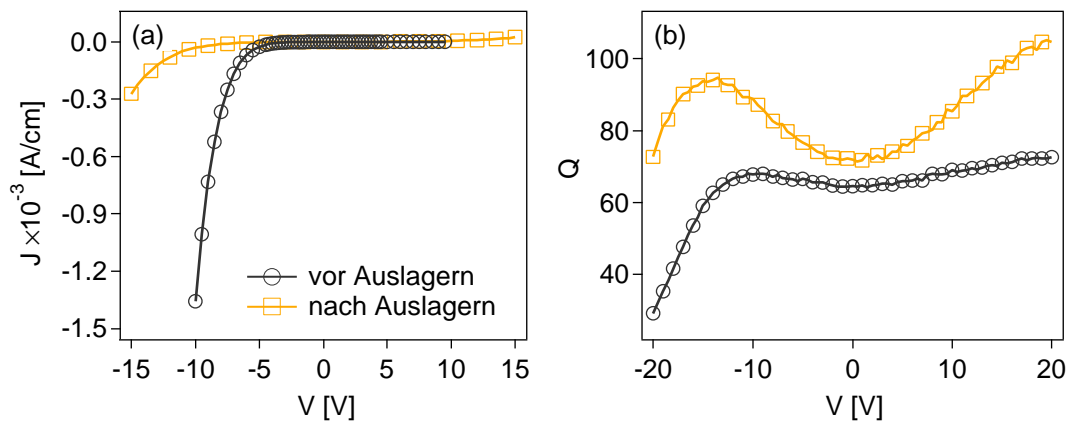 (a)
0.0
-0.3
-0.6
-0.9
-1.2
-1.5
J ×10⁻³ [A/cm]
vor Auslagern
nach Auslagern
-15 -10 -5 0 5 10 15
V [V]
(b)
100
80
60
40
Q
-20 -10 0 10 20
V [V]